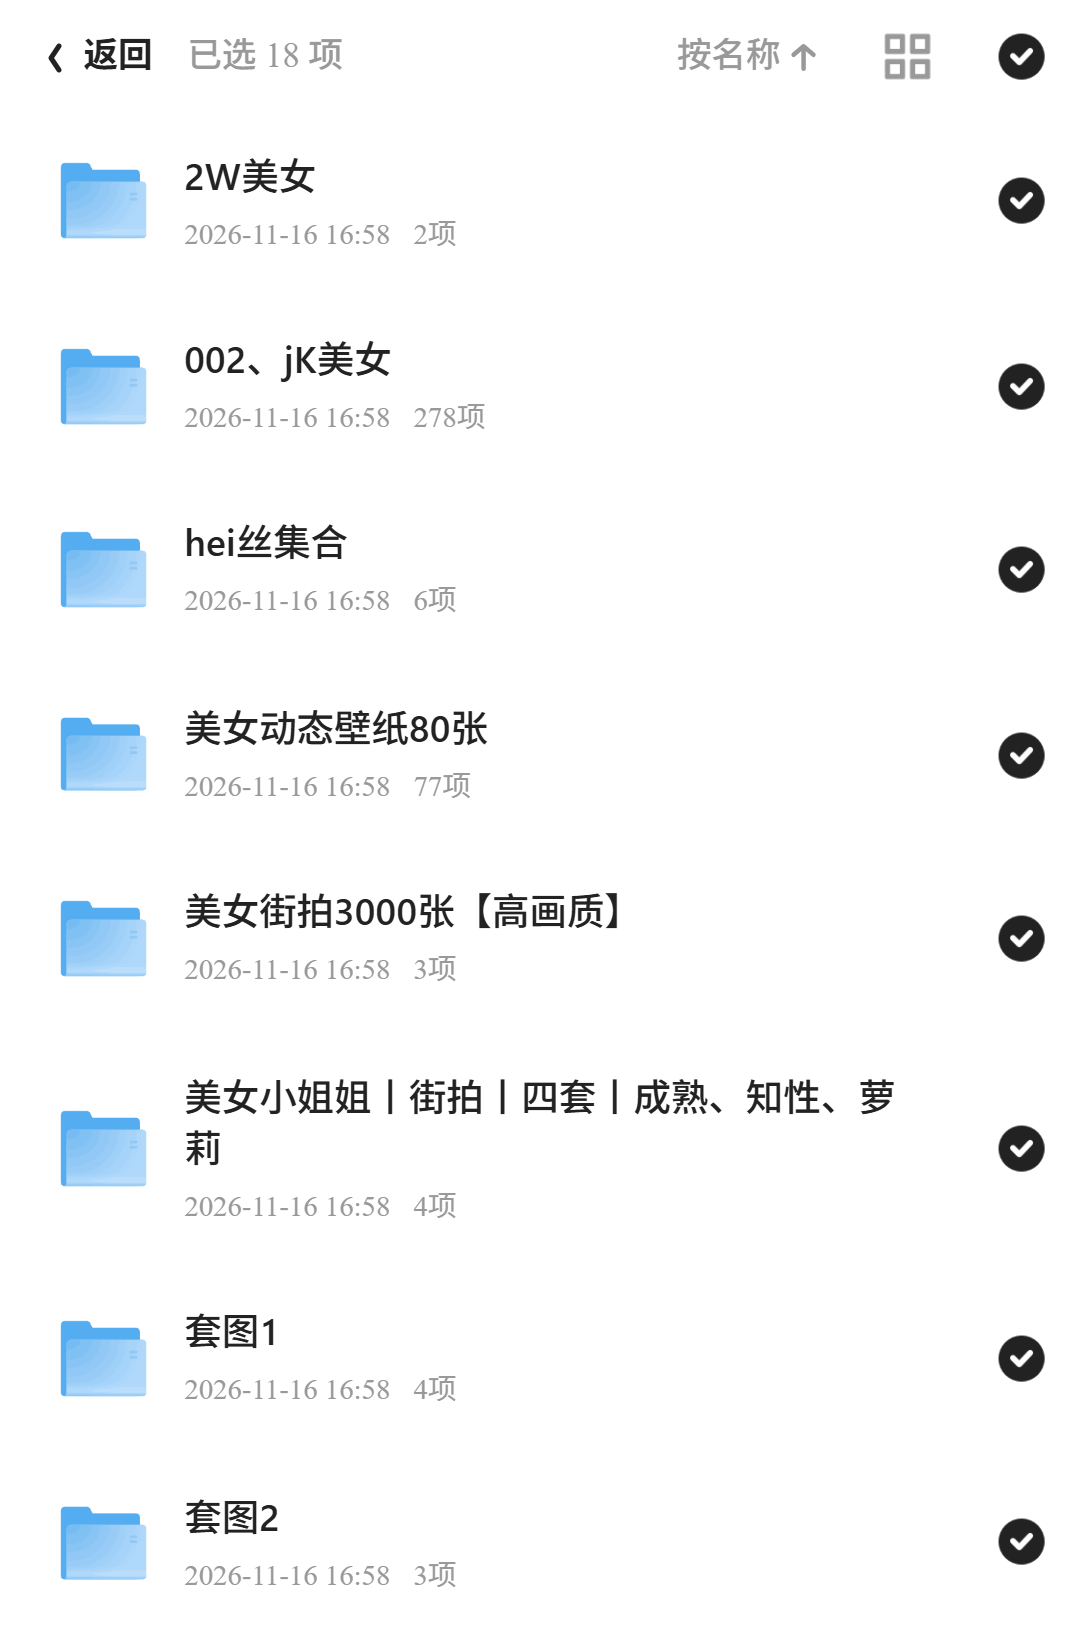 返回 已选 18 项 按名称
2W美女
2026-11-16 16:58 2项
002、jK美女
2026-11-16 16:58 278项
hei丝集合
2026-11-16 16:58 6项
美女动态壁纸80张
2026-11-16 16:58 77项
美女街拍3000张【高画质】
2026-11-16 16:58 3项
美女小姐姐丨街拍丨四套丨成熟、知性、萝
莉
2026-11-16 16:58 4项
套图1
2026-11-16 16:58 4项
套图2
2026-11-16 16:58 3项